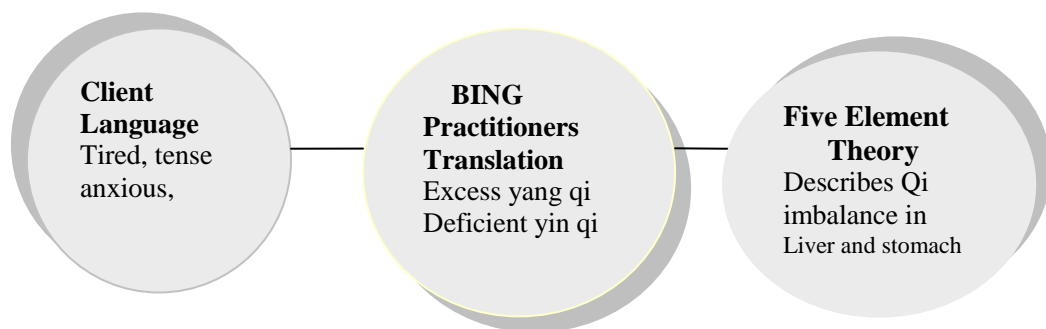 Client
Language
Tired, tense
anxious,
BING
Practitioners
Translation
Excess yang qi
Deficient yin qi
Five Element
Theory
Describes Qi
imbalance in
Liver and stomach